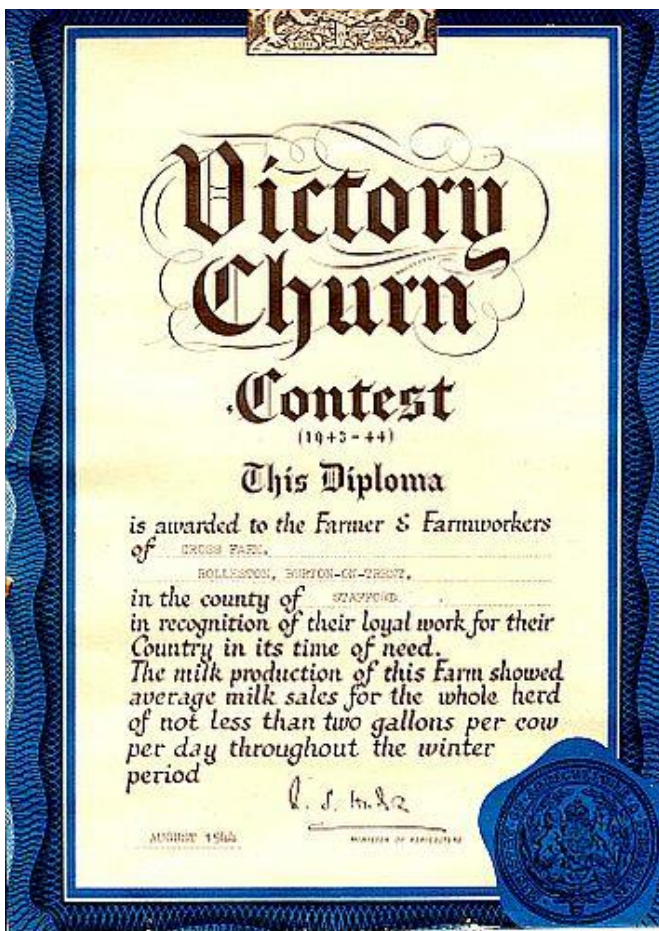 Victory
Churn
Contest
(1943-44)
This Diploma
is awarded to the Farmer & Farmworkers
of CROSS FARM,
ROLLESTON, BURTON-ON-TRENT,
in the county of STAFFORD
in recognition of their loyal work for their
Country in its time of need.
The milk production of this Farm showed
average milk sales for the whole herd
of not less than two gallons per cow
per day throughout the winter
period
AUGUST 1944
MINISTER OF AGRICULTURE